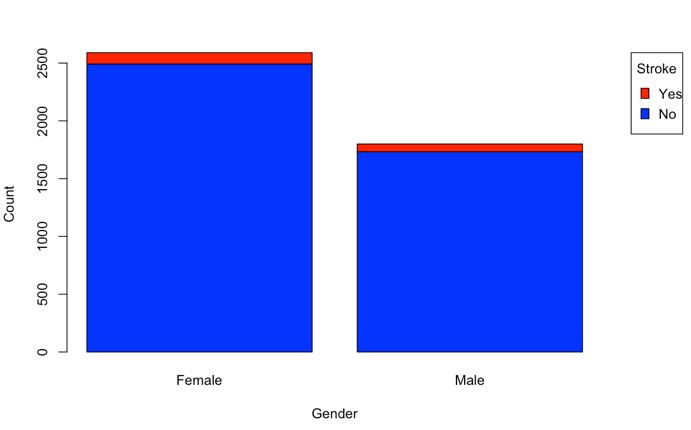 2500
2000
1500
1000
500
0
Count
Female
Male
Gender
Stroke
Yes
No